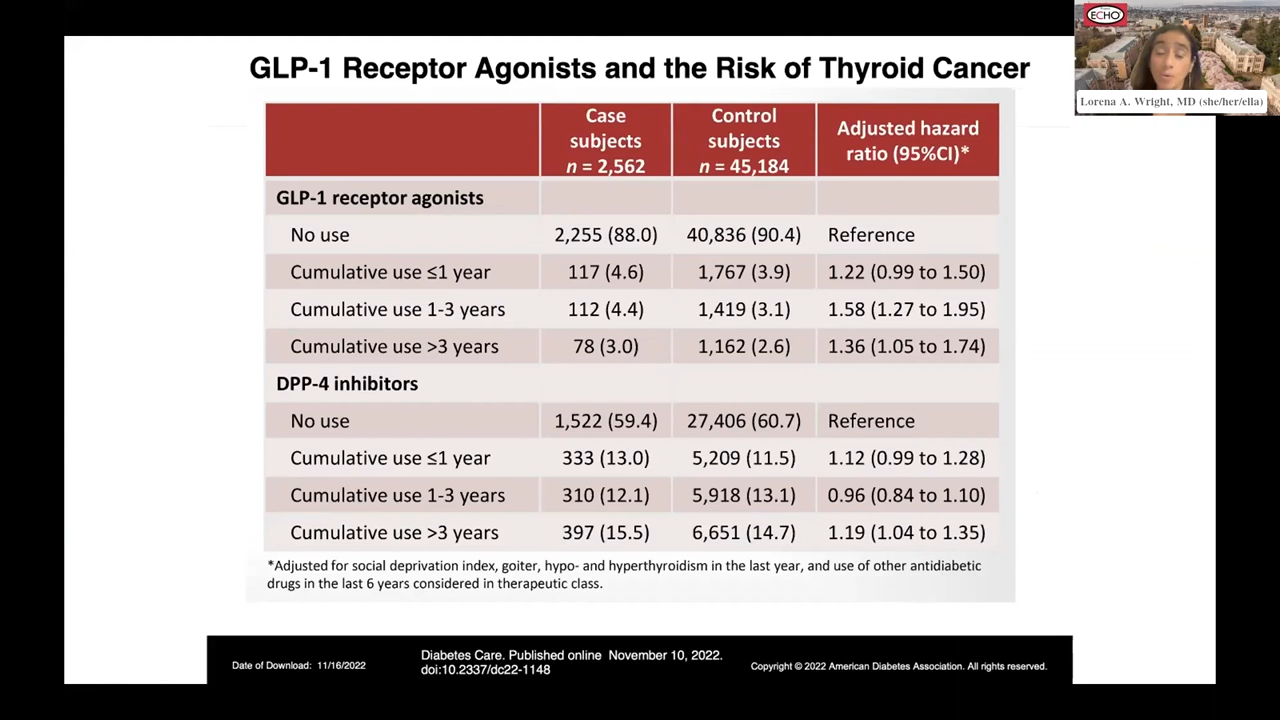 ECHO
Lorena A. Wright, MD (she/her/ella)
GLP-1 Receptor Agonists and the Risk of Thyroid Cancer
Case subjects n = 2,562 Control subjects n = 45,184 Adjusted hazard ratio (95%CI)*
GLP-1 receptor agonists
No use 2,255 (88.0) 40,836 (90.4) Reference
Cumulative use ≤1 year 117 (4.6) 1,767 (3.9) 1.22 (0.99 to 1.50)
Cumulative use 1-3 years 112 (4.4) 1,419 (3.1) 1.58 (1.27 to 1.95)
Cumulative use >3 years 78 (3.0) 1,162 (2.6) 1.36 (1.05 to 1.74)
DPP-4 inhibitors
No use 1,522 (59.4) 27,406 (60.7) Reference
Cumulative use ≤1 year 333 (13.0) 5,209 (11.5) 1.12 (0.99 to 1.28)
Cumulative use 1-3 years 310 (12.1) 5,918 (13.1) 0.96 (0.84 to 1.10)
Cumulative use >3 years 397 (15.5) 6,651 (14.7) 1.19 (1.04 to 1.35)
*Adjusted for social deprivation index, goiter, hypo- and hyperthyroidism in the last year, and use of other antidiabetic
drugs in the last 6 years considered in therapeutic class.
Date of Download: 11/16/2022
Diabetes Care. Published online November 10, 2022.
doi:10.2337/dc22-1148
Copyright © 2022 American Diabetes Association. All rights reserved.